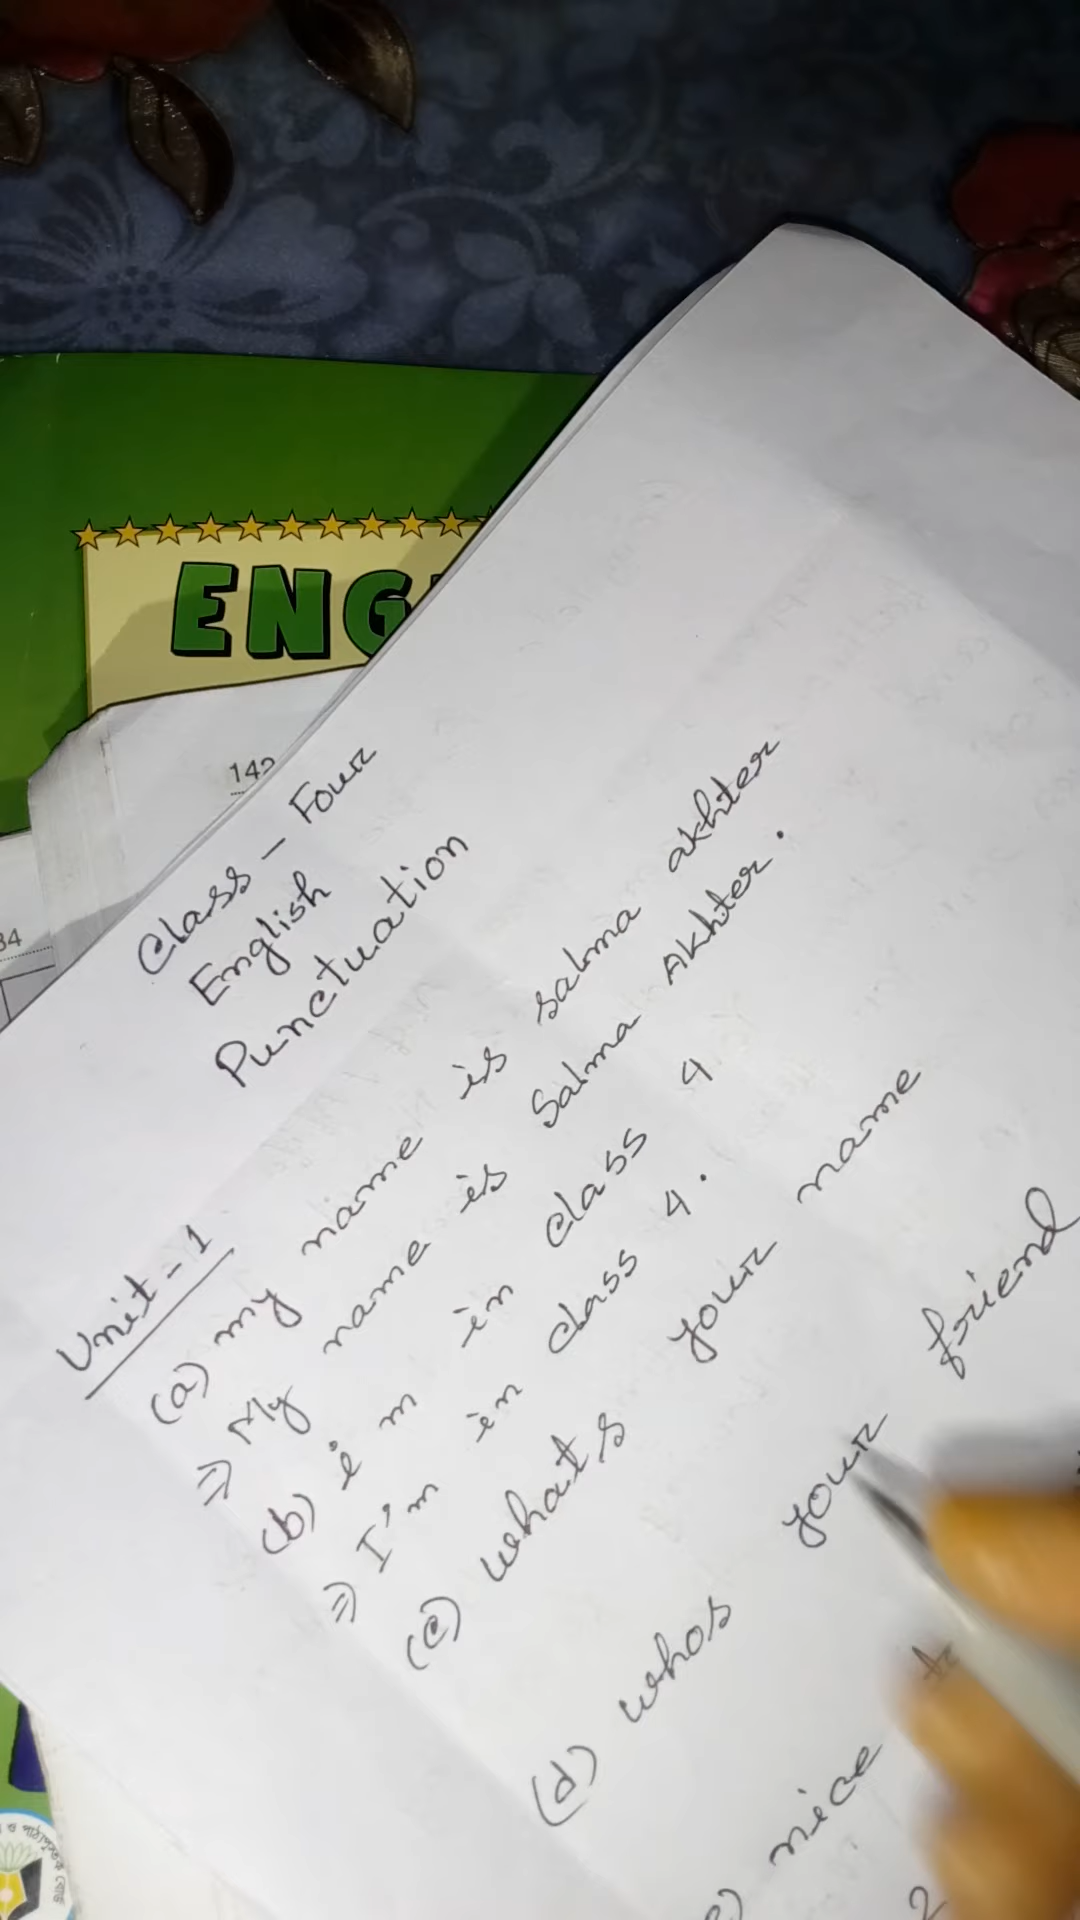 ENG
142
34
Class - Four
English
Punctuation
Unit - 1
(a) my name is salma akhter
=) My name is Salma Akhter.
(b) i m in class 4
=) I'm in class 4.
(c) whats your name
(d) whos your friend
nice
2